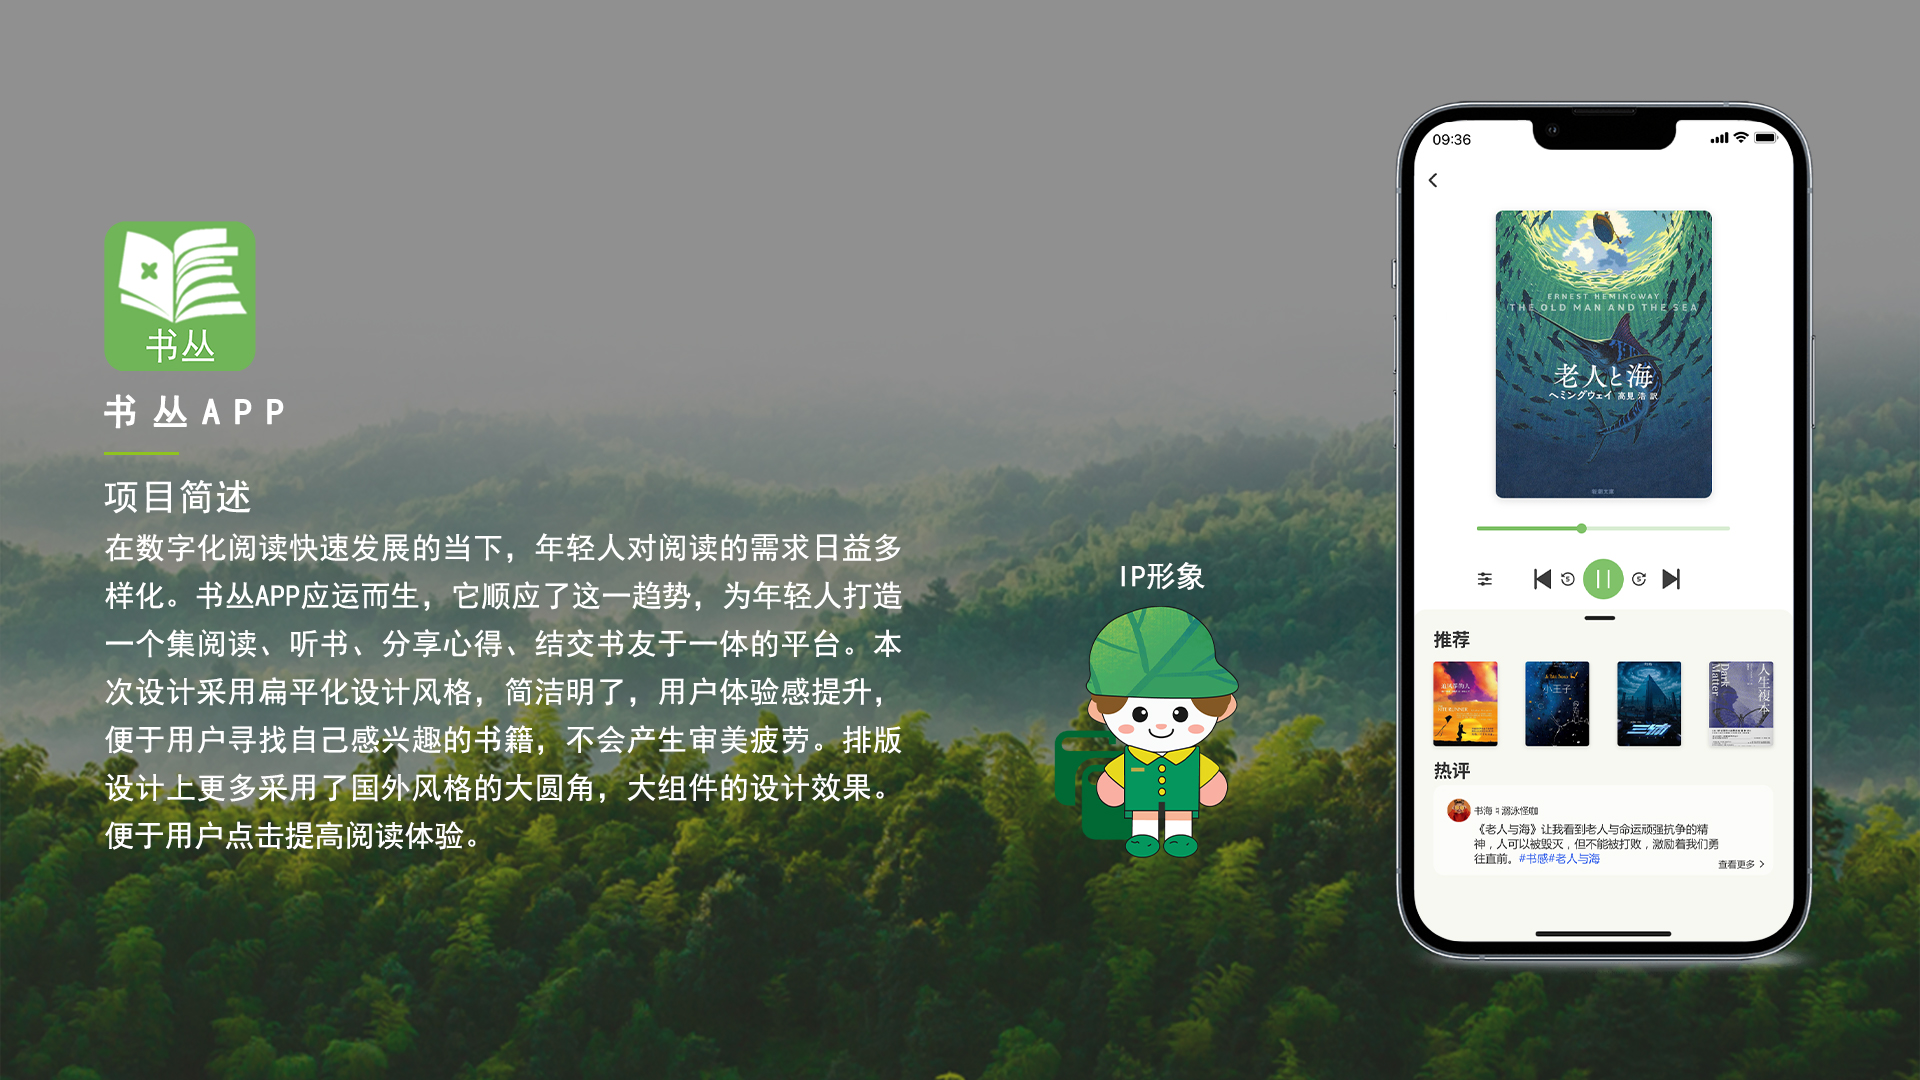 书丛
书丛APP
项目简述
在数字化阅读快速发展的当下，年轻人对阅读的需求日益多
样化。书丛APP应运而生，它顺应了这一趋势，为年轻人打造
一个集阅读、听书、分享心得、结交书友于一体的平台。本
次设计采用扁平化设计风格，简洁明了，用户体验感提升，
便于用户寻找自己感兴趣的书籍，不会产生审美疲劳。排版
设计上更多采用了国外风格的大圆角，大组件的设计效果。
便于用户点击提高阅读体验。
IP形象
09:36
ERNEST HEMINGWAY
THE OLD MAN AND THE SEA
老人と海
ヘミングウェイ 高見 浩 訳
新潮文庫
5
5
推荐
小王子
三体
人生複本
Dark Matter
热评
溺泳怪咖
《老人与海》让我看到老人与命运顽强抗争的精
神，人可以被毁灭，但不能被打败，激励着我们勇
往直前。#书感#老人与海
查看更多